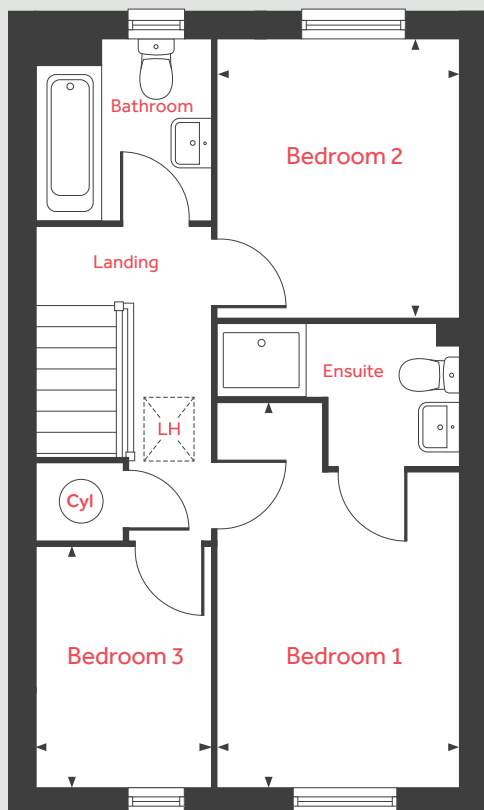 Bathroom
Bedroom 2
Landing
Ensuite
LH
Cyl
Bedroom 3
Bedroom 1